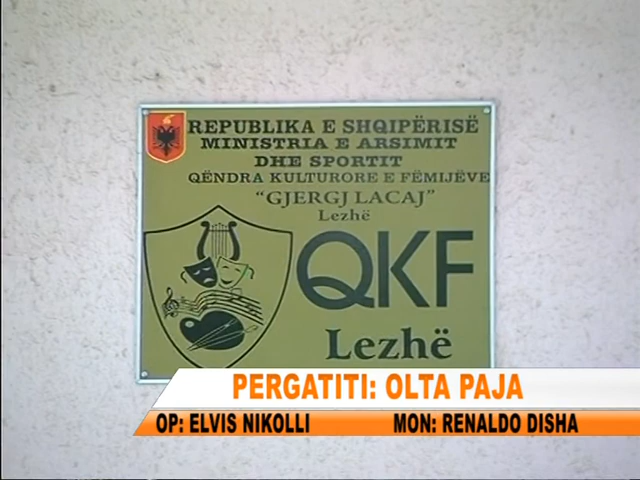 REPUBLIKA E SHQIPËRISË
MINISTRIA E ARSIMIT
DHE SPORTIT
QËNDRA KULTURORE E FËMIJËVE
“GJERGJ LACAJ”
Lezhë
QKF
Lezhë
PERGATITI: OLTA PAJA
OP: ELVIS NIKOLLI MON: RENALDO DISHA